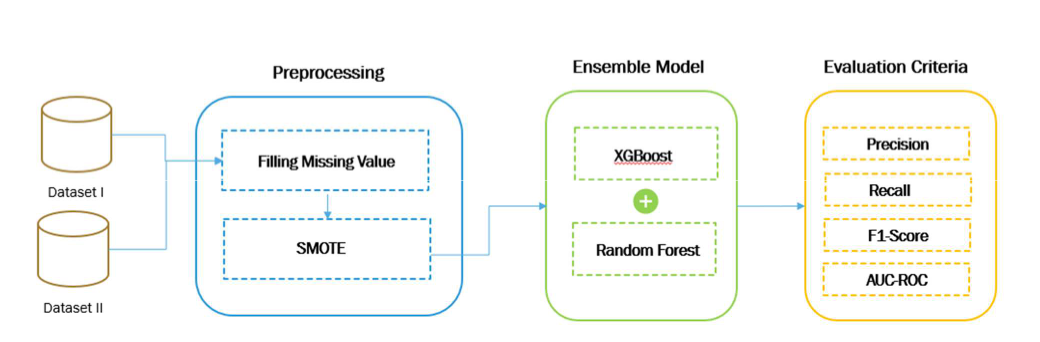 Preprocessing
Ensemble Model
Evaluation Criteria
Dataset I
Dataset II
Filling Missing Value
SMOTE
XGBoost
+
Random Forest
Precision
Recall
F1-Score
AUC-ROC